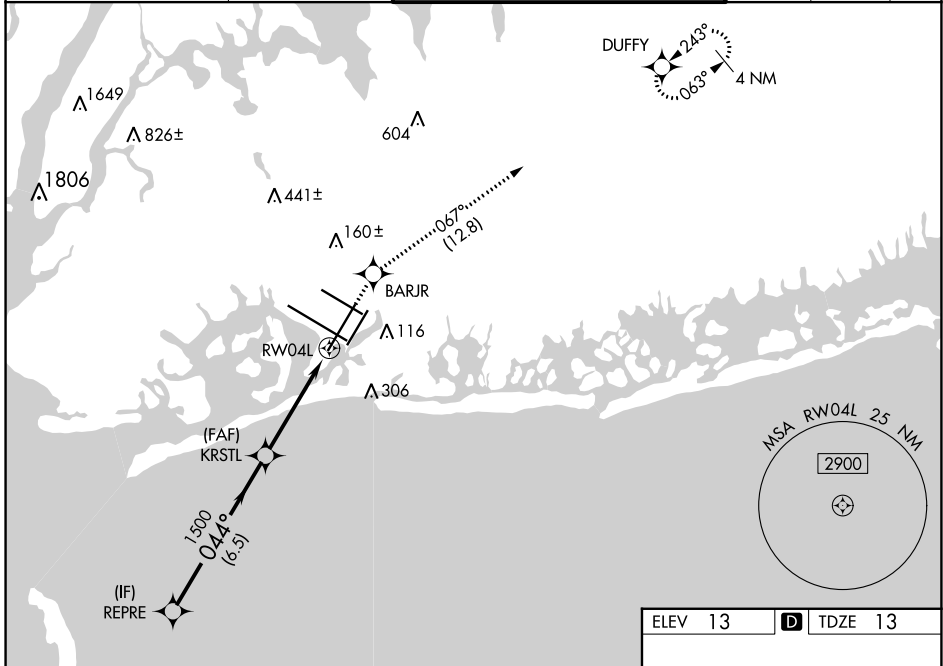 DUFFY
243°
063°
4 NM
1649
826±
604
1806
441±
160±
067°
(12.8)
BARJR
RW04L
116
306
(FAF)
KRSTL
MSA RW04L 25 NM
2900
1500
044°
(6.5)
(IF)
REPRE
ELEV 13 D TDZE 13